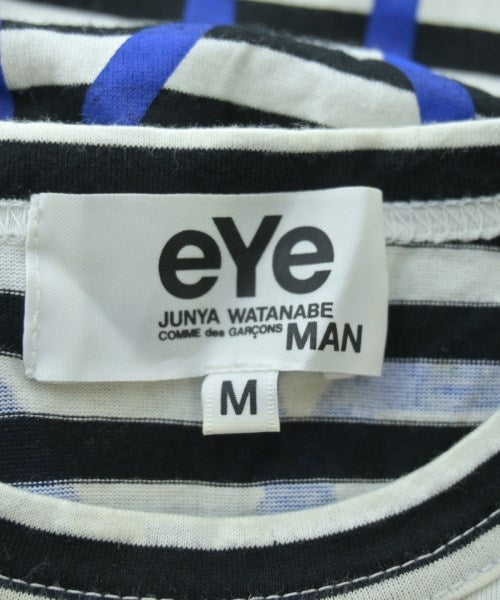 eYe
JUNYA WATANABE
COMME des GARÇONS MAN
M